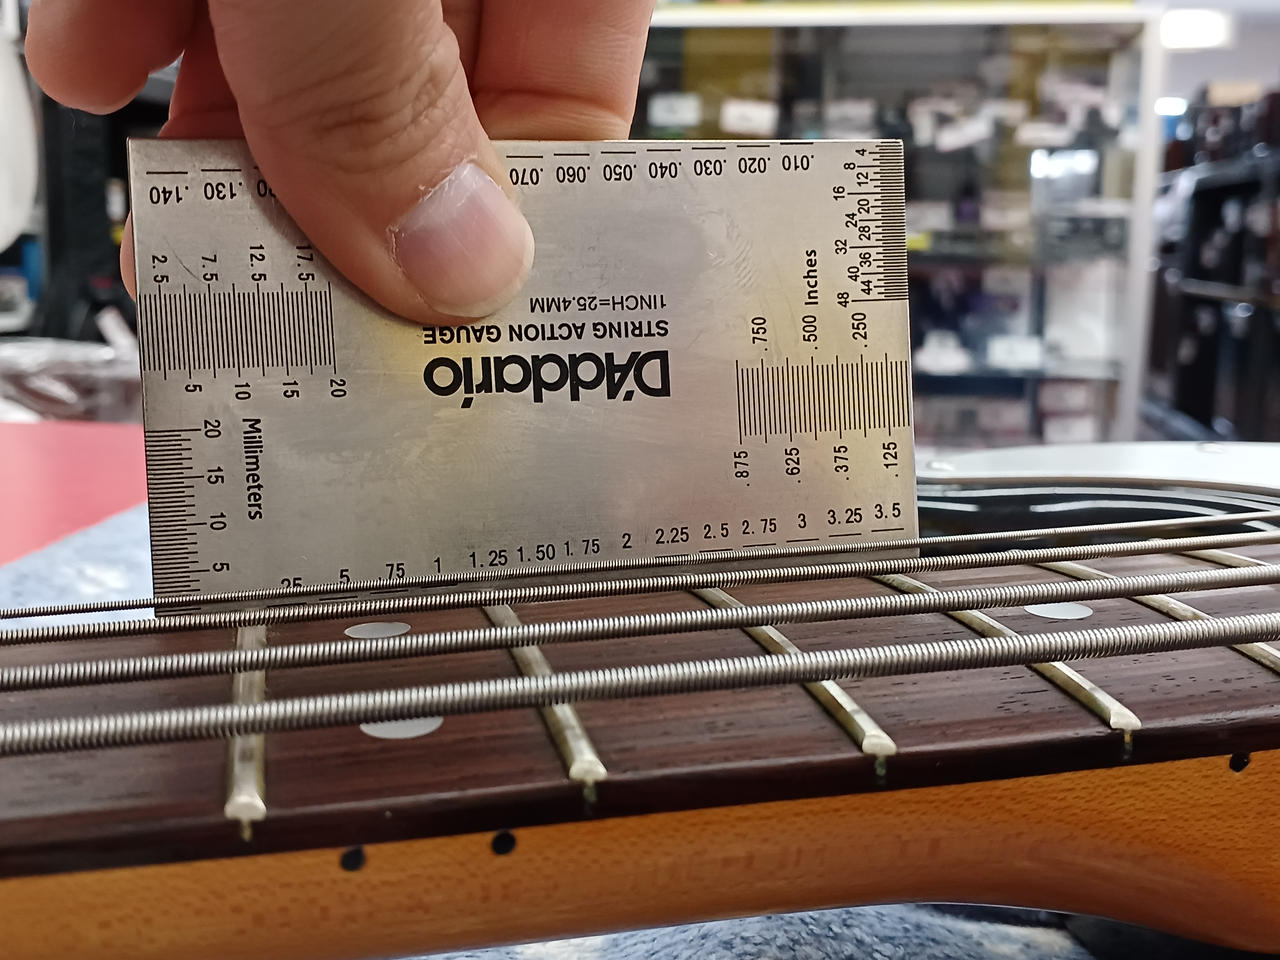 .140 .130 .070 .060 .050 .040 .030 .020 .010
4 8 12 16 20 24 28 32 36 40 44 48
2.5 7.5 12.5 17.5
5 10 15 20
Millimeters
20 15 10 5
1INCH=25.4MM
STRING ACTION GAUGE
D'Addario
Inches
.750 .500 .250
.875 .625 .375 .125
25 5 75 1 1.25 1.50 1.75 2 2.25 2.5 2.75 3 3.25 3.5